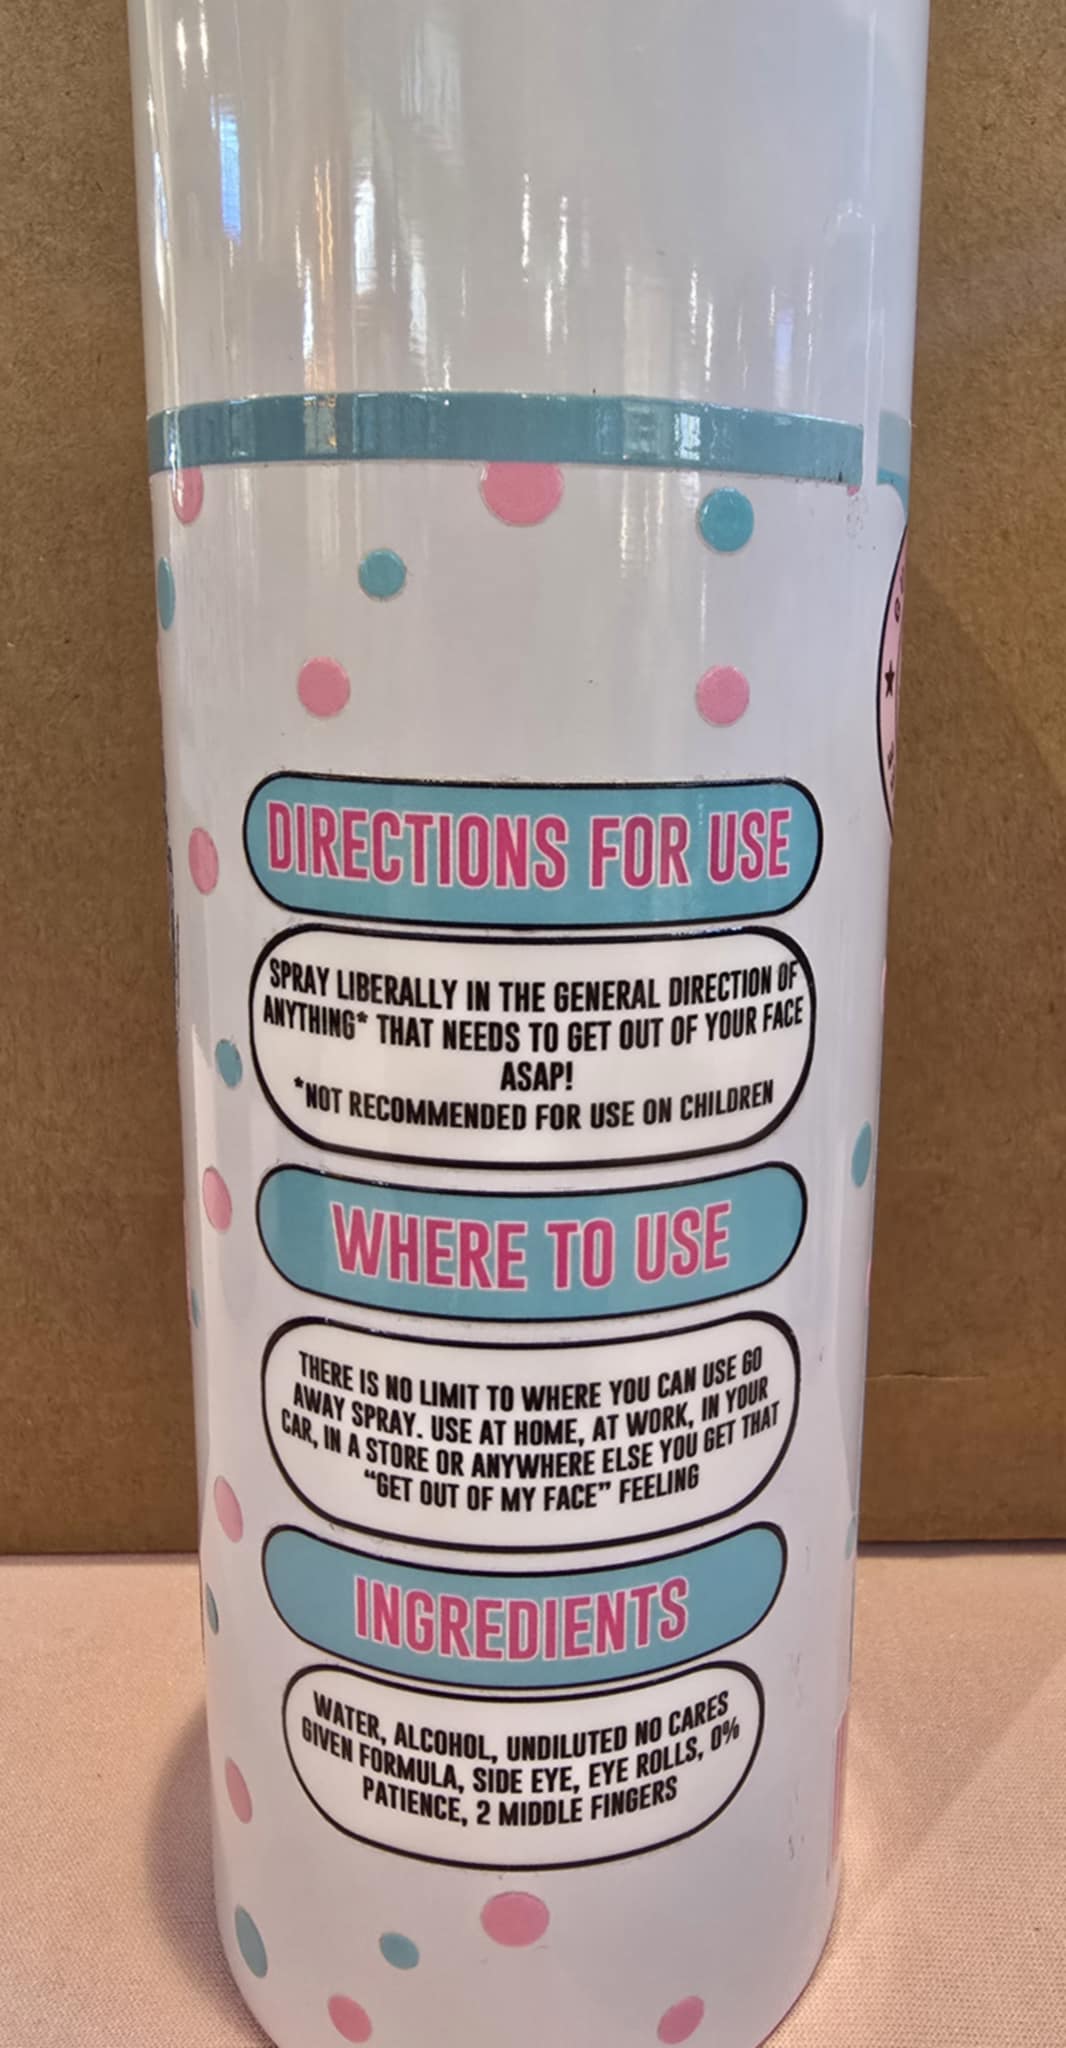 DIRECTIONS FOR USE
SPRAY LIBERALLY IN THE GENERAL DIRECTION OF
ANYTHING* THAT NEEDS TO GET OUT OF YOUR FACE
ASAP!
*NOT RECOMMENDED FOR USE ON CHILDREN
WHERE TO USE
THERE IS NO LIMIT TO WHERE YOU CAN USE GO
AWAY SPRAY. USE AT HOME, AT WORK, IN YOUR
CAR, IN A STORE OR ANYWHERE ELSE YOU GET THAT
“GET OUT OF MY FACE” FEELING
INGREDIENTS
WATER, ALCOHOL, UNDILUTED NO CARES
GIVEN FORMULA, SIDE EYE, EYE ROLLS, 0%
PATIENCE, 2 MIDDLE FINGERS